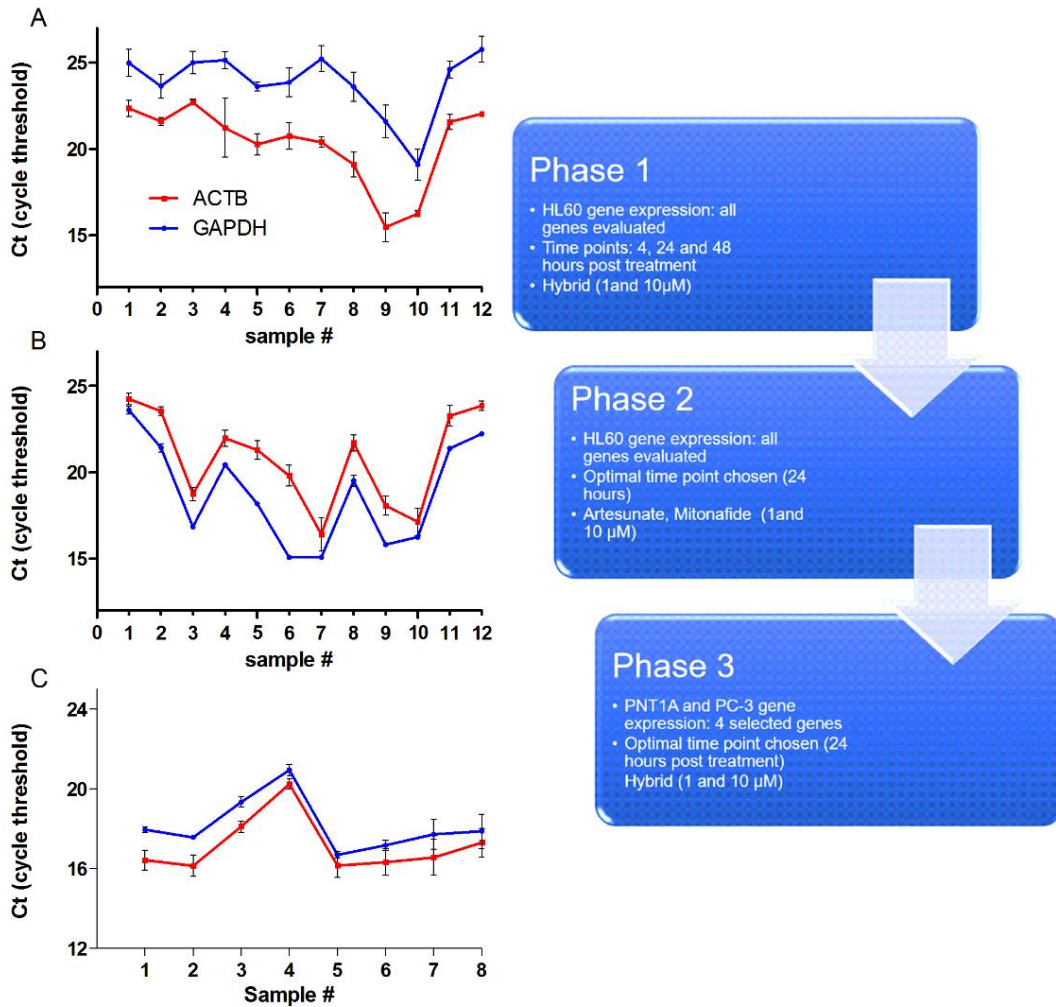 A
Ct (cycle threshold)
25
20
15
ACTB
GAPDH
0 1 2 3 4 5 6 7 8 9 10 11 12
sample #
B
Ct (cycle threshold)
25
20
15
0 1 2 3 4 5 6 7 8 9 10 11 12
sample #
C
Ct (cycle threshold)
24
20
16
12
1 2 3 4 5 6 7 8
Sample #
Phase 1
• HL60 gene expression: all
genes evaluated
• Time points: 4, 24 and 48
hours post treatment
• Hybrid (1and 10μM)
Phase 2
• HL60 gene expression: all
genes evaluated
• Optimal time point chosen (24
hours)
• Artesunate, Mitonafide (1and
10 μM)
Phase 3
• PNT1A and PC-3 gene
expression: 4 selected genes
• Optimal time point chosen (24
hours post treatment)
Hybrid (1 and 10 μM)